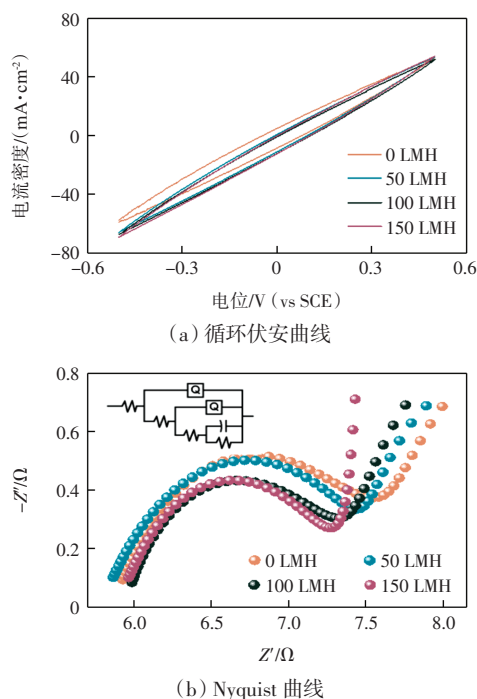 80
40
0
-40
-80
电流密度/(mA·cm⁻²)
0 LMH
50 LMH
100 LMH
150 LMH
-0.6 -0.3 0 0.3 0.6
电位/V（vs SCE）
（a）循环伏安曲线
0.8
0.6
0.4
0.2
0
-Z″/Ω
Q
Q
0 LMH 50 LMH
100 LMH 150 LMH
6.0 6.5 7.0 7.5 8.0
Z′/Ω
（b）Nyquist 曲线